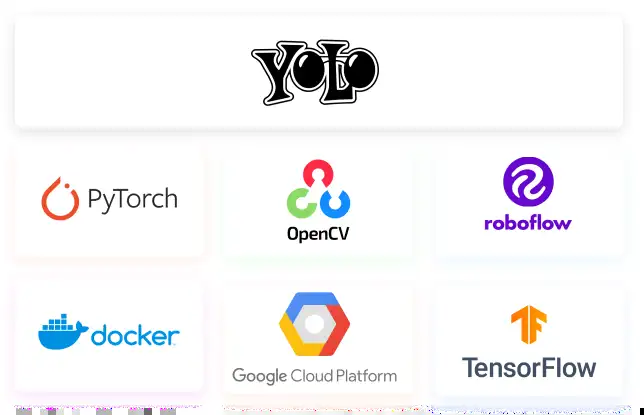 YOLO
PyTorch
OpenCV
roboflow
docker
Google Cloud Platform
TensorFlow